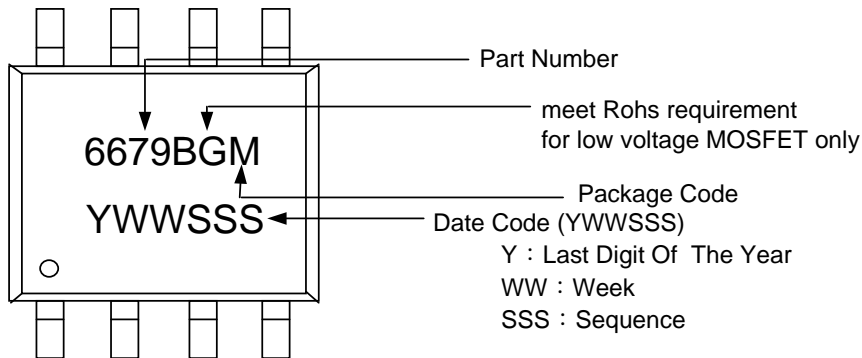 Part Number
meet Rohs requirement
for low voltage MOSFET only
6679BGM
Package Code
YWWSSS
Date Code (YWWSSS)
Y：Last Digit Of The Year
WW：Week
SSS：Sequence